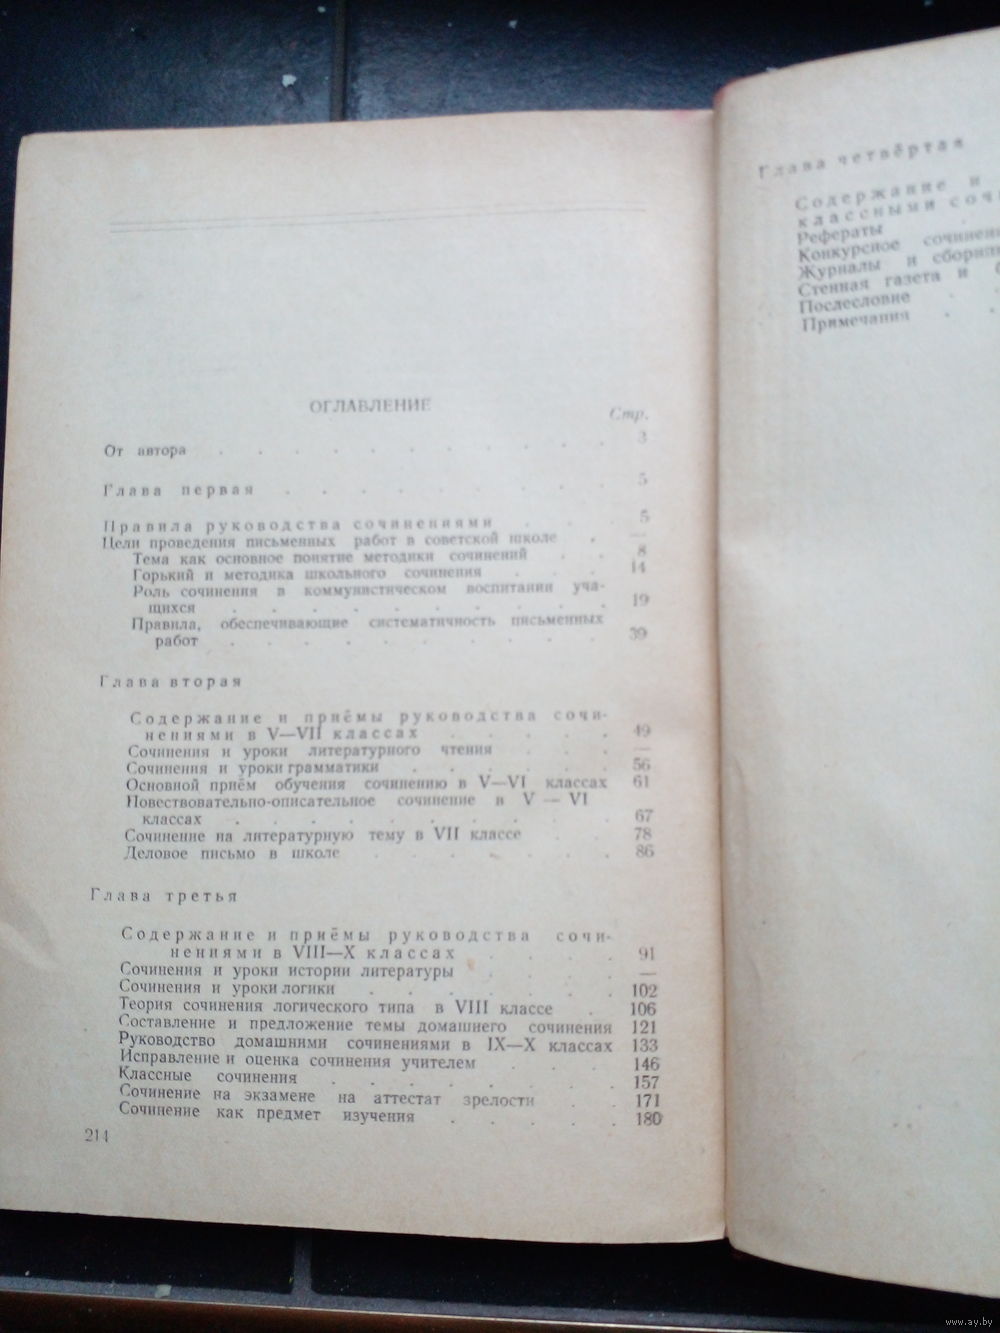 ОГЛАВЛЕНИЕ
Стр.
От автора . . . . . . . . . . 3
Глава первая . . . . . . . . 5
Правила руководства сочинениями . . . 5
Цели проведения письменных работ в советской школе . —
Тема как основное понятие методики сочинений . . 8
Горький и методика школьного сочинения . . . 14
Роль сочинения в коммунистическом воспитании уча-
щихся . . . . . . . . . 19
Правила, обеспечивающие систематичность письменных
работ . . . . . . . . . 39
Глава вторая
Содержание и приёмы руководства сочи-
нениями в V—VII классах . . . . . 49
Сочинения и уроки литературного чтения . . . —
Сочинения и уроки грамматики . . . . . 56
Основной приём обучения сочинению в V—VI классах 61
Повествовательно-описательное сочинение в V — VI
классах . . . . . . . . . 67
Сочинение на литературную тему в VII классе . . 78
Деловое письмо в школе . . . . . . 86
Глава третья
Содержание и приёмы руководства сочи-
нениями в VIII—X классах . . . . 91
Сочинения и уроки истории литературы . . . . —
Сочинения и уроки логики . . . . . . 102
Теория сочинения логического типа в VIII классе . 106
Составление и предложение темы домашнего сочинения 121
Руководство домашними сочинениями в IX—X классах 133
Исправление и оценка сочинения учителем . . . 146
Классные сочинения . . . . . . . 157
Сочинение на экзамене на аттестат зрелости . . 171
Сочинение как предмет изучения . . . . . 180
214
Глава четвёртая
Содержание и
классными соч
Рефераты
Конкурсное сочинени
Журналы и сборник
Стенная газета и
Послесловие . .
Примечания . .
www.ay.by